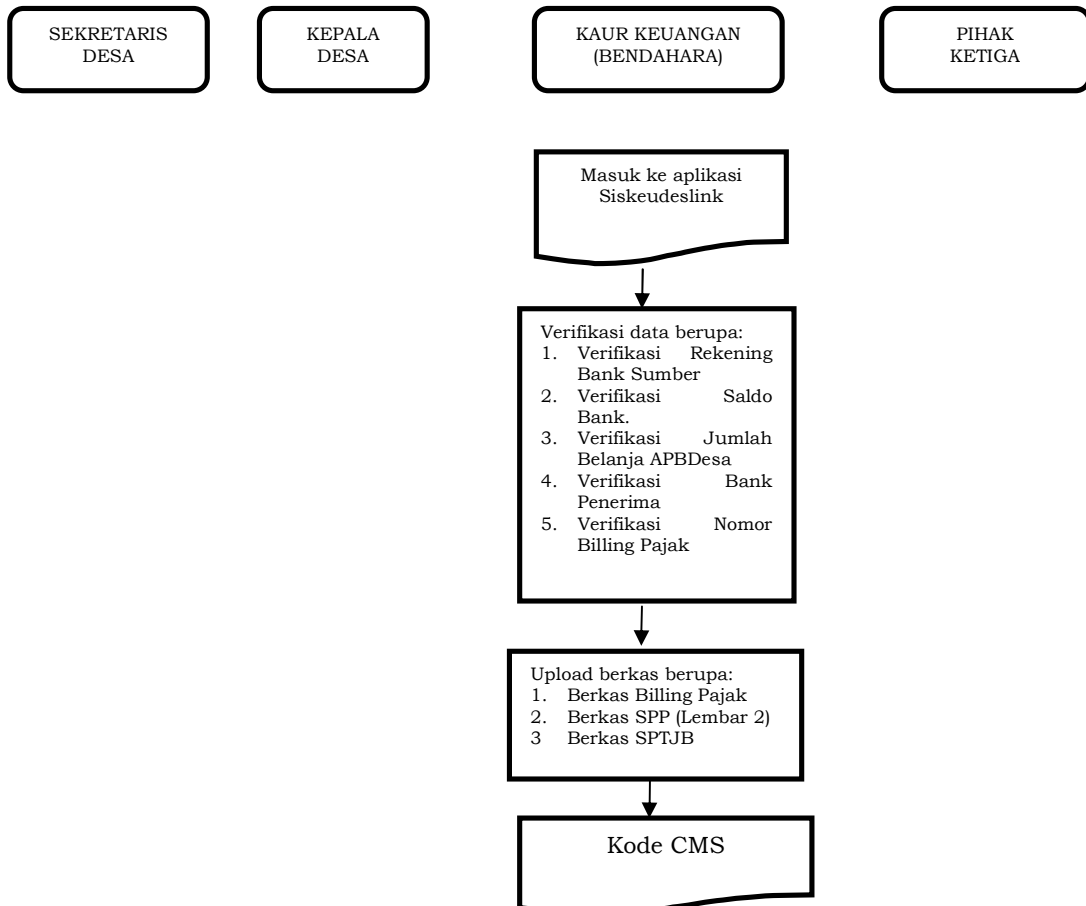 SEKRETARIS
DESA
KEPALA
DESA
KAUR KEUANGAN
(BENDAHARA)
PIHAK
KETIGA
Masuk ke aplikasi
Siskeudeslink
Verifikasi data berupa:
1. Verifikasi Rekening
Bank Sumber
2. Verifikasi Saldo
Bank.
3. Verifikasi Jumlah
Belanja APBDesa
4. Verifikasi Bank
Penerima
5. Verifikasi Nomor
Billing Pajak
Upload berkas berupa:
1. Berkas Billing Pajak
2. Berkas SPP (Lembar 2)
3 Berkas SPTJB
Kode CMS